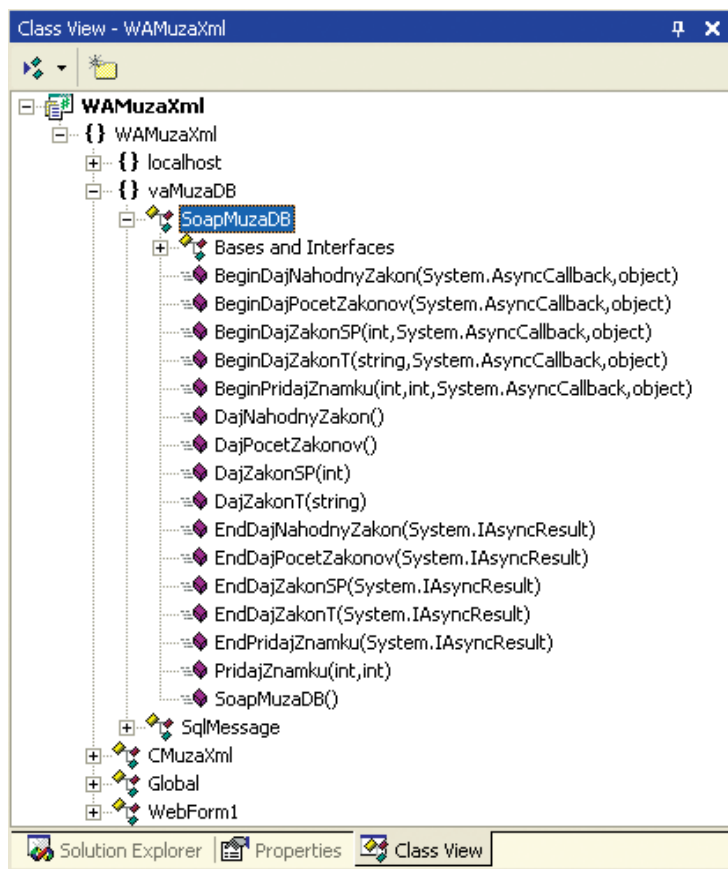 Class View - WAMuzaXml
WAMuzaXml
{} WAMuzaXml
{} localhost
{} vaMuzaDB
SoapMuzaDB
Bases and Interfaces
BeginDajNahodnyZakon(System.AsyncCallback,object)
BeginDajPocetZakonov(System.AsyncCallback,object)
BeginDajZakonSP(int,System.AsyncCallback,object)
BeginDajZakonT(string,System.AsyncCallback,object)
BeginPridajZnamku(int,int,System.AsyncCallback,object)
DajNahodnyZakon()
DajPocetZakonov()
DajZakonSP(int)
DajZakonT(string)
EndDajNahodnyZakon(System.IAsyncResult)
EndDajPocetZakonov(System.IAsyncResult)
EndDajZakonSP(System.IAsyncResult)
EndDajZakonT(System.IAsyncResult)
EndPridajZnamku(System.IAsyncResult)
PridajZnamku(int,int)
SoapMuzaDB()
SqlMessage
CMuzaXml
Global
WebForm1
Solution Explorer Properties Class View